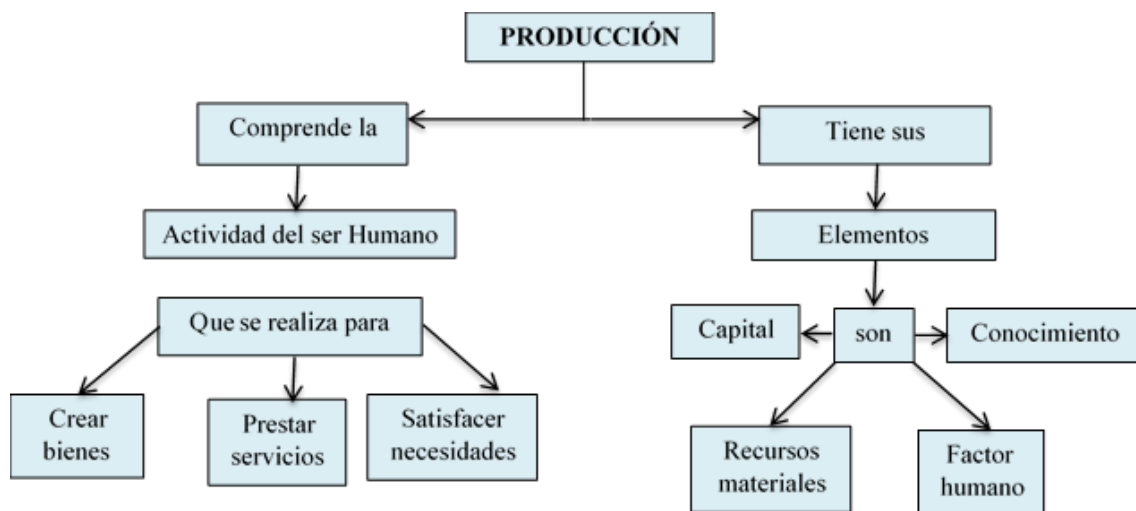 PRODUCCIÓN
Comprende la
Tiene sus
Actividad del ser Humano
Elementos
Que se realiza para
Capital
son
Conocimiento
Crear
bienes
Prestar
servicios
Satisfacer
necesidades
Recursos
materiales
Factor
humano